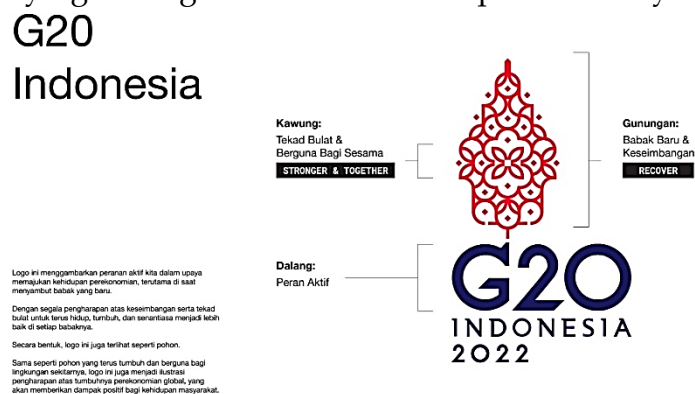 G20
Indonesia
Kawung:
Tekad Bulat &
Berguna Bagi Sesama
STRONGER & TOGETHER
Gunungan:
Babak Baru &
Keseimbangan
RECOVER
Dalang:
Peran Aktif
G20
INDONESIA
2022
Logo ini menggambarkan peranan aktif kita dalam upaya
memajukan kehidupan perekonomian, terutama di saat
menyambut babak yang baru.
Dengan segala pengharapan atas keseimbangan serta tekad
bulat untuk terus hidup, tumbuh, dan senantiasa menjadi lebih
baik di setiap babaknya.
Secara bentuk, logo ini juga terlihat seperti pohon.
Sama seperti pohon yang terus tumbuh dan berguna bagi
lingkungan sekitarnya, logo ini juga menjadi ilustrasi
pengharapan atas tumbuhnya perekonomian global, yang
akan memberikan dampak positif bagi kehidupan masyarakat.